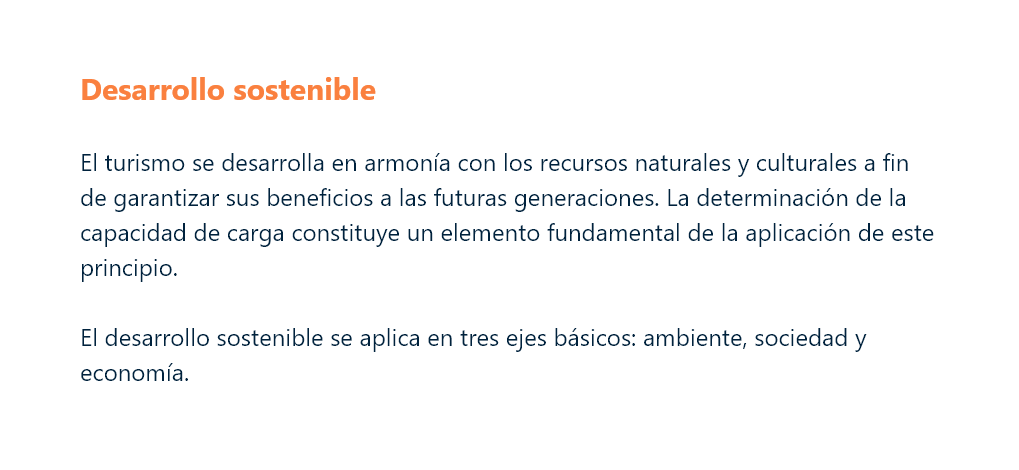 Desarrollo sostenible
El turismo se desarrolla en armonía con los recursos naturales y culturales a fin
de garantizar sus beneficios a las futuras generaciones. La determinación de la
capacidad de carga constituye un elemento fundamental de la aplicación de este
principio.
El desarrollo sostenible se aplica en tres ejes básicos: ambiente, sociedad y
economía.